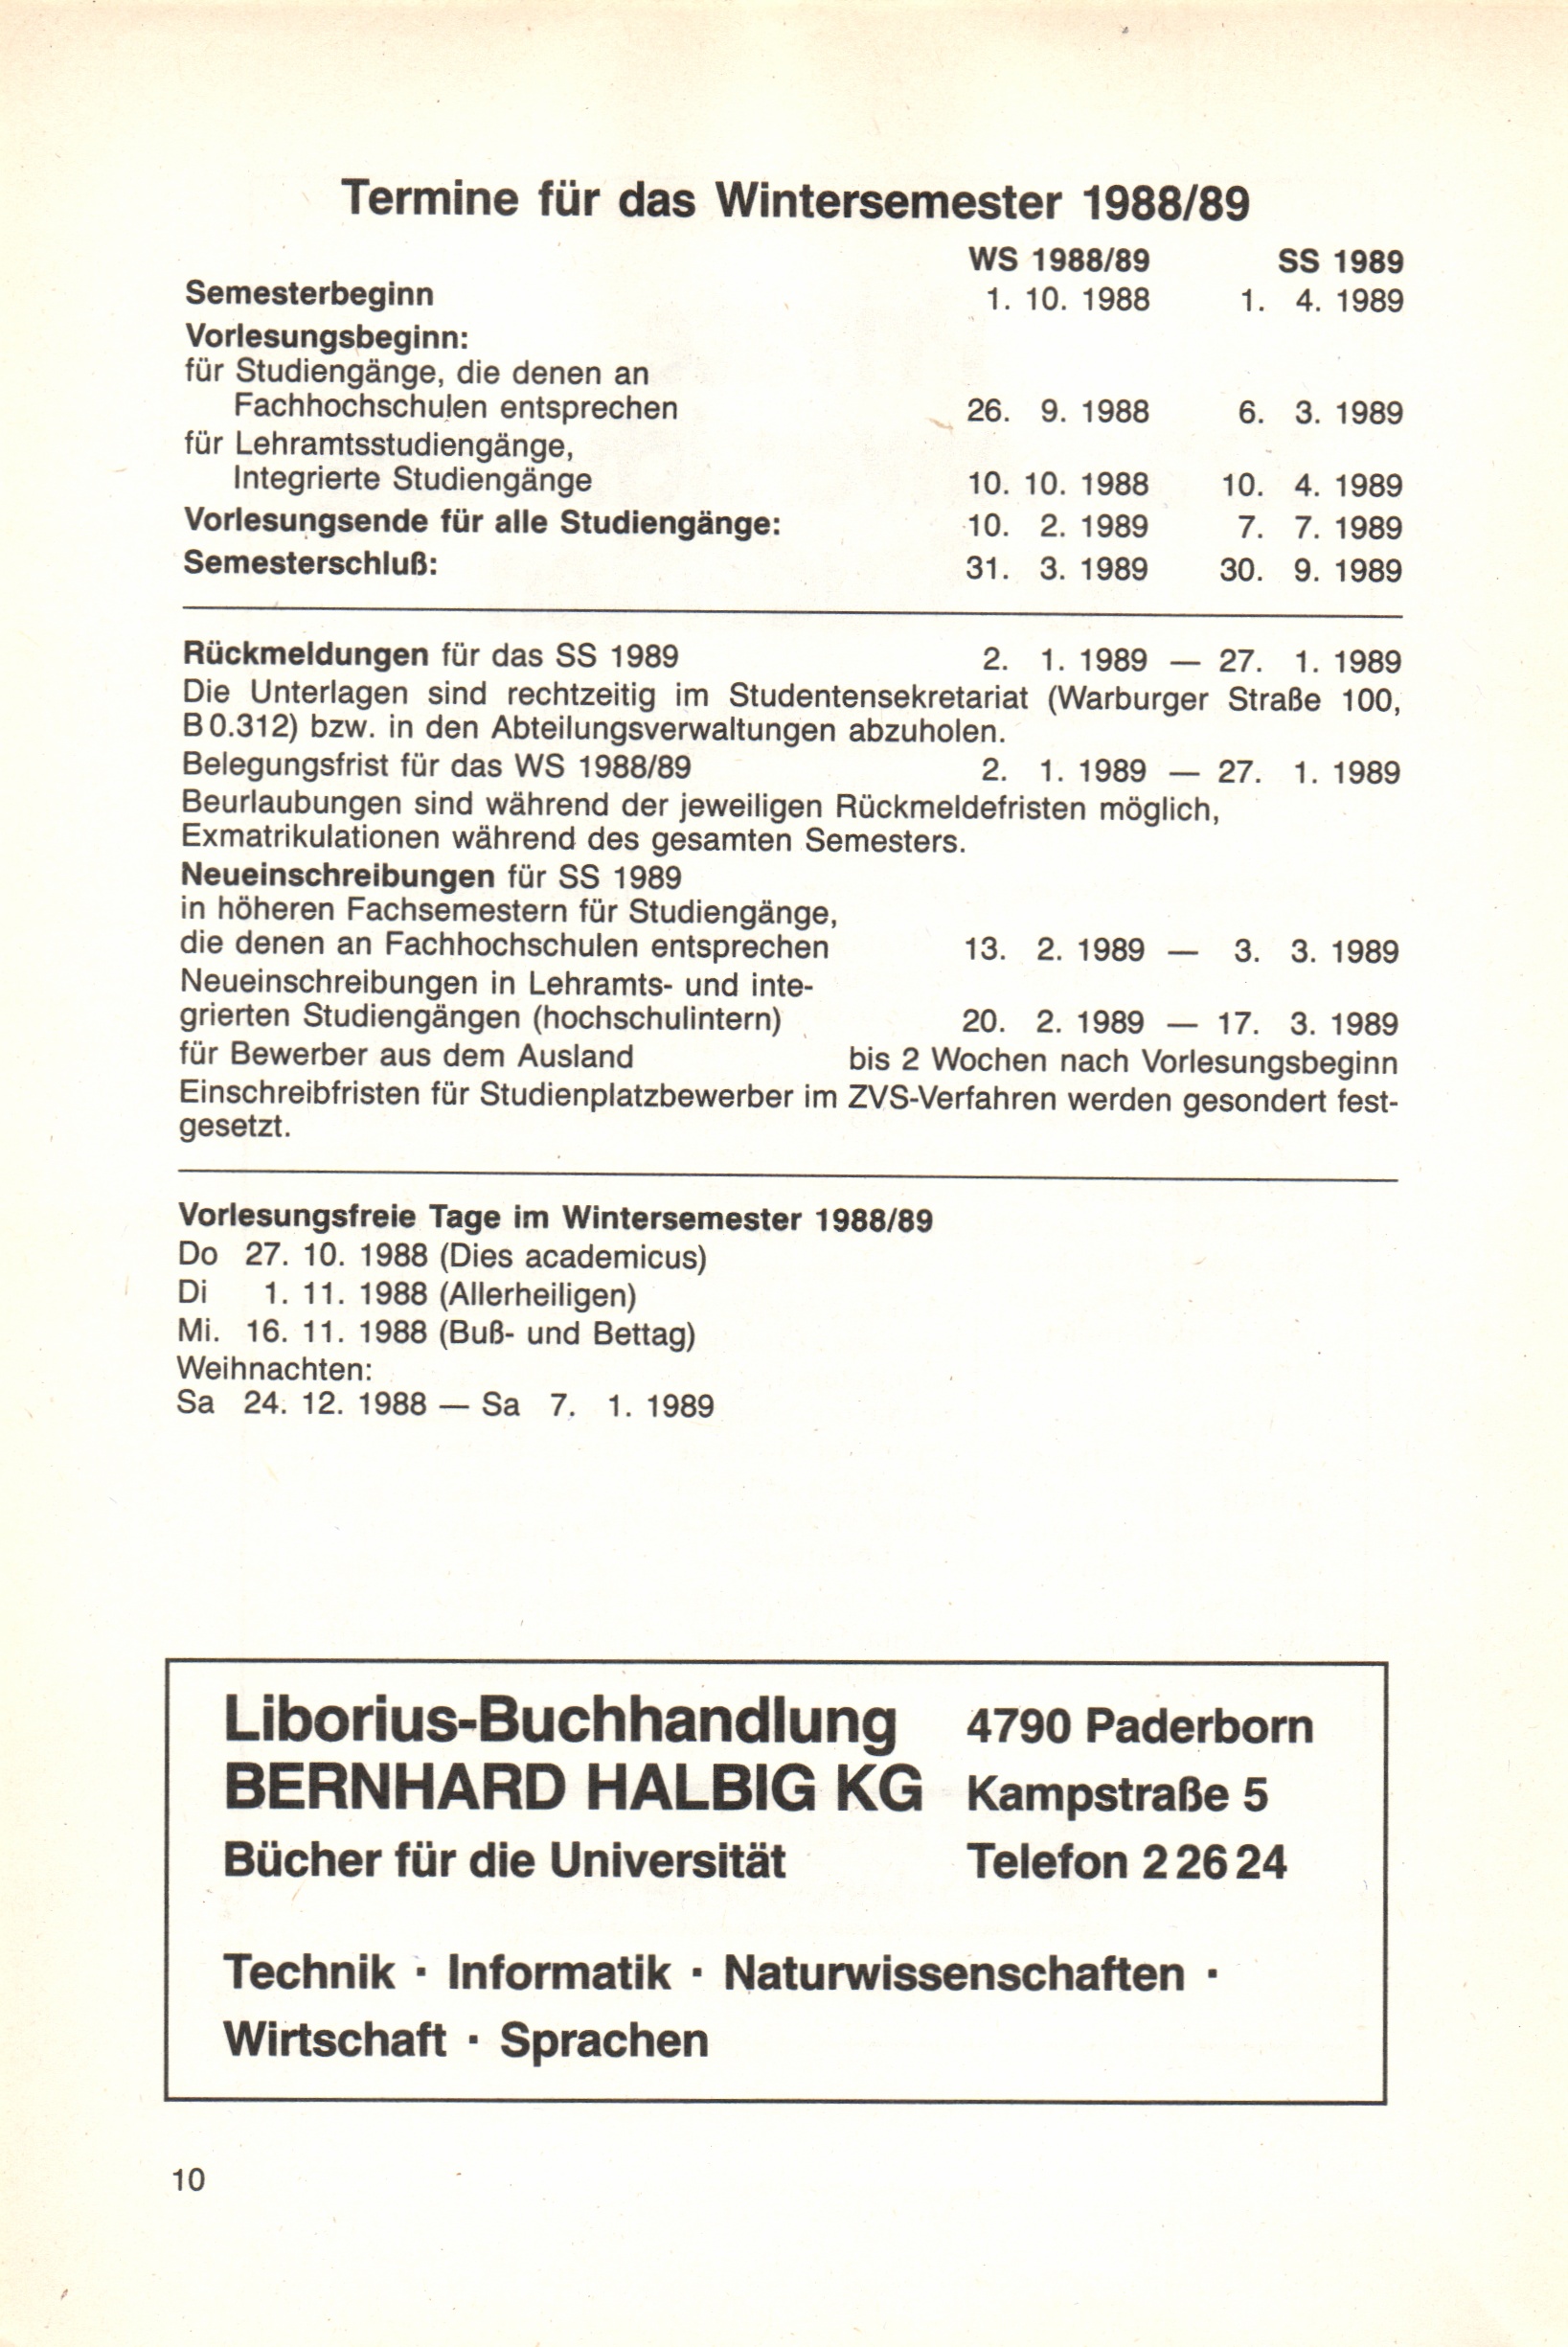 Termine für das Wintersemester 1988/89
WS 1988/89 SS 1989
Semesterbeginn 1. 10. 1988 1. 4. 1989
Vorlesungsbeginn:
für Studiengänge, die denen an
Fachhochschulen entsprechen 26. 9. 1988 6. 3. 1989
für Lehramtsstudiengänge,
Integrierte Studiengänge 10. 10. 1988 10. 4. 1989
Vorlesungsende für alle Studiengänge: 10. 2. 1989 7. 7. 1989
Semesterschluß: 31. 3. 1989 30. 9. 1989
Rückmeldungen für das SS 1989 2. 1. 1989 — 27. 1. 1989
Die Unterlagen sind rechtzeitig im Studentensekretariat (Warburger Straße 100,
B 0.312) bzw. in den Abteilungsverwaltungen abzuholen.
Belegungsfrist für das WS 1988/89 2. 1. 1989 — 27. 1. 1989
Beurlaubungen sind während der jeweiligen Rückmeldefristen möglich,
Exmatrikulationen während des gesamten Semesters.
Neueinschreibungen für SS 1989
in höheren Fachsemestern für Studiengänge,
die denen an Fachhochschulen entsprechen 13. 2. 1989 — 3. 3. 1989
Neueinschreibungen in Lehramts- und inte-
grierten Studiengängen (hochschulintern) 20. 2. 1989 — 17. 3. 1989
für Bewerber aus dem Ausland bis 2 Wochen nach Vorlesungsbeginn
Einschreibfristen für Studienplatzbewerber im ZVS-Verfahren werden gesondert fest-
gesetzt.
Vorlesungsfreie Tage im Wintersemester 1988/89
Do 27. 10. 1988 (Dies academicus)
Di 1. 11. 1988 (Allerheiligen)
Mi. 16. 11. 1988 (Buß- und Bettag)
Weihnachten:
Sa 24. 12. 1988 — Sa 7. 1. 1989
Liborius-Buchhandlung 4790 Paderborn
BERNHARD HALBIG KG Kampstraße 5
Bücher für die Universität Telefon 2 26 24
Technik · Informatik · Naturwissenschaften ·
Wirtschaft · Sprachen
10